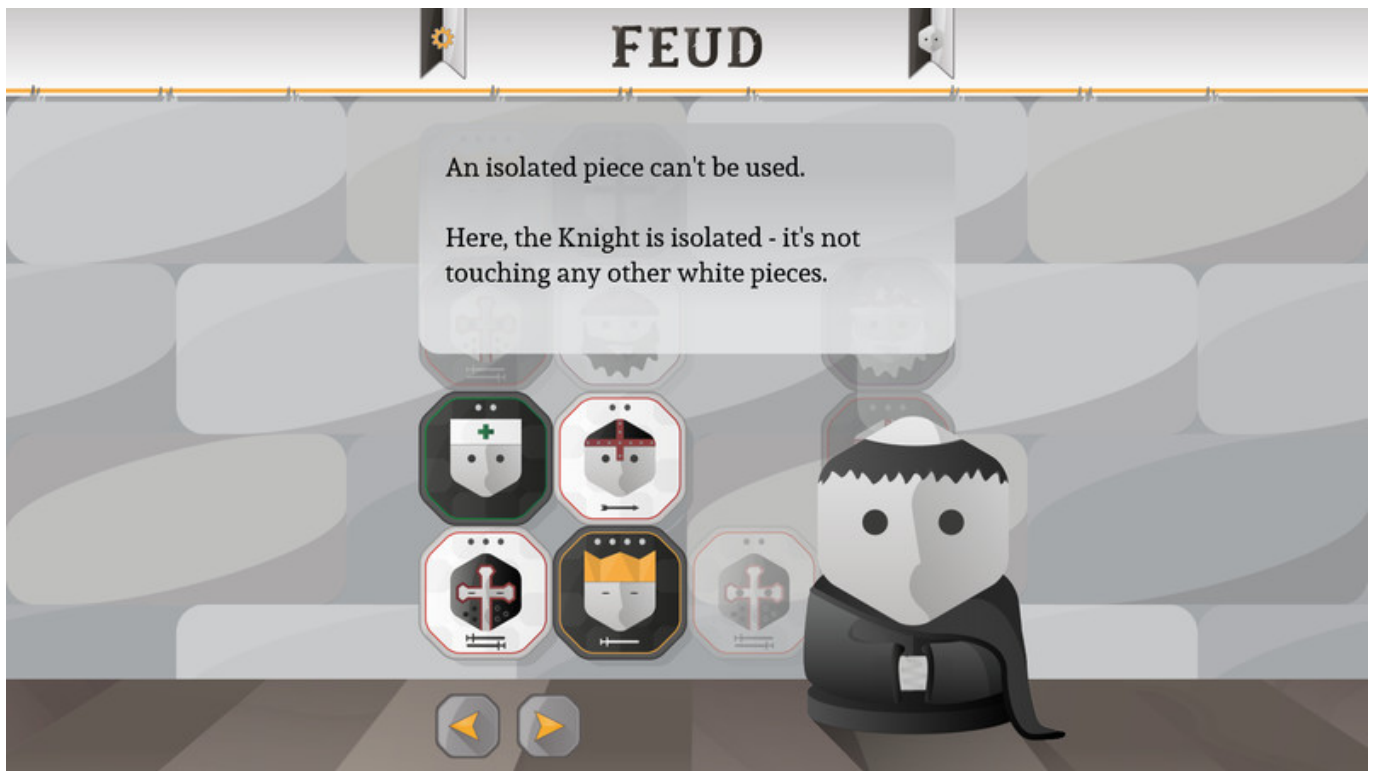 FEUD
An isolated piece can't be used.
Here, the Knight is isolated - it's not
touching any other white pieces.